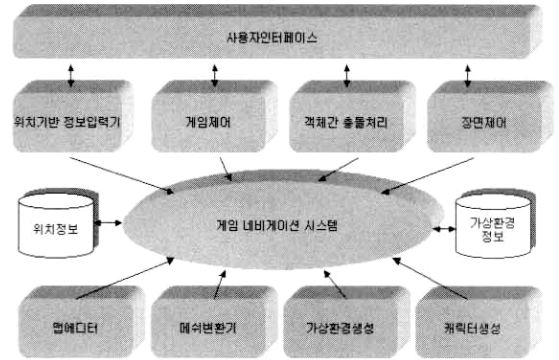 사용자인터페이스
위치기반 정보입력기
게임제어
객체간 충돌처리
장면제어
위치정보
게임 네비게이션 시스템
가상환경
정보
맵에디터
메쉬변환기
가상환경생성
캐릭터생성